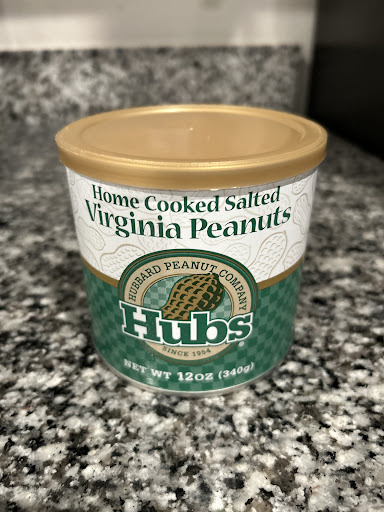 Home Cooked Salted
Virginia Peanuts
HUBBARD PEANUT COMPANY
Hubs®
SINCE 1954
NET WT 12OZ (340g)